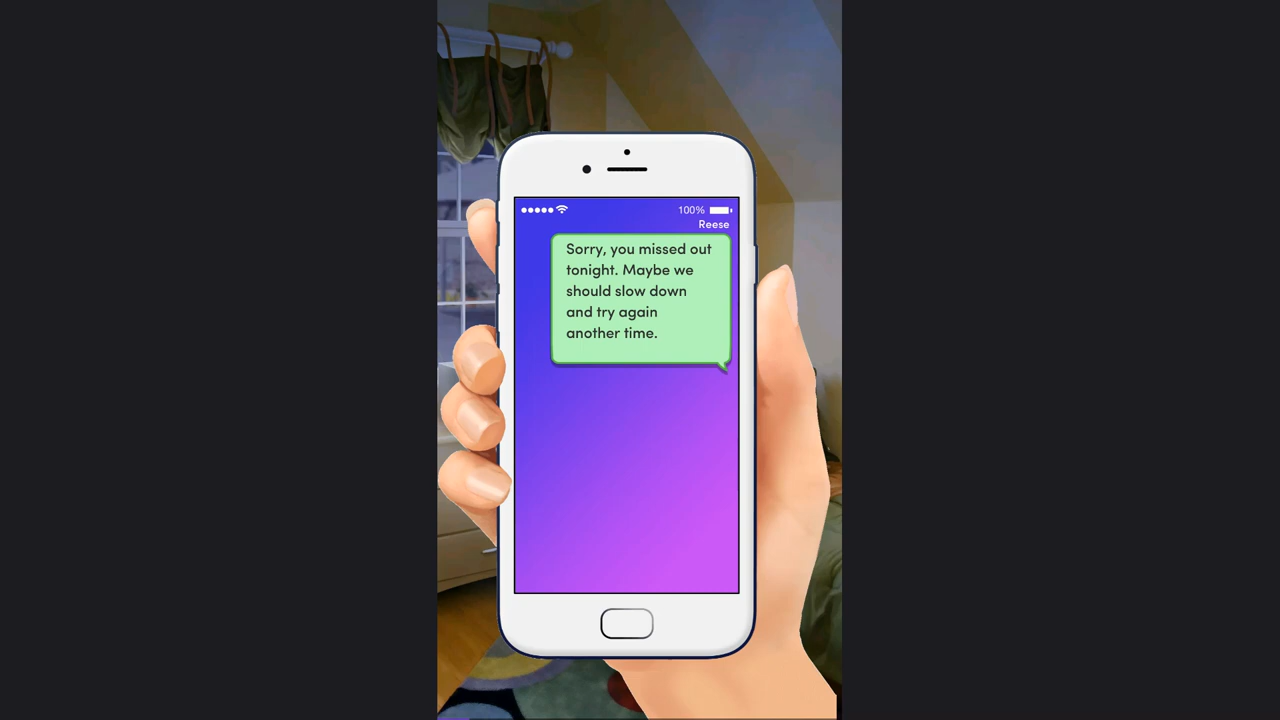 100%
Reese
Sorry, you missed out
tonight. Maybe we
should slow down
and try again
another time.